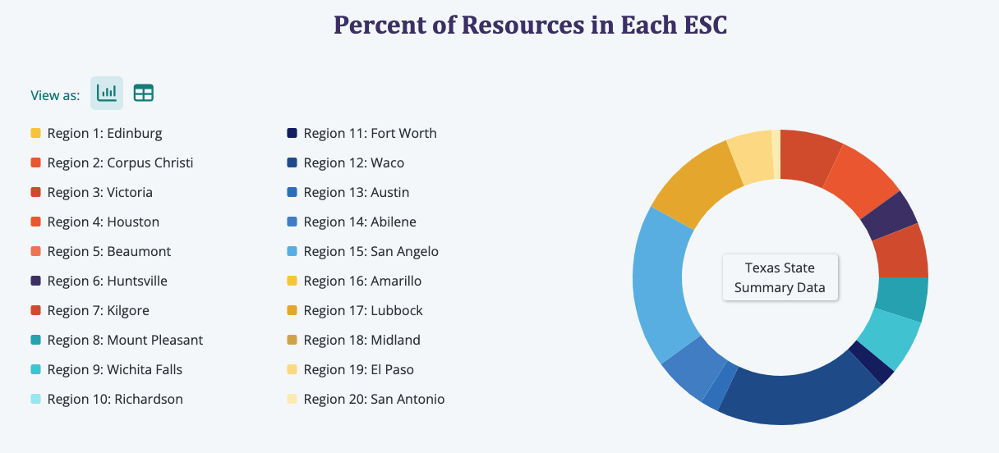 Percent of Resources in Each ESC
View as:
Region 1: Edinburg
Region 2: Corpus Christi
Region 3: Victoria
Region 4: Houston
Region 5: Beaumont
Region 6: Huntsville
Region 7: Kilgore
Region 8: Mount Pleasant
Region 9: Wichita Falls
Region 10: Richardson
Region 11: Fort Worth
Region 12: Waco
Region 13: Austin
Region 14: Abilene
Region 15: San Angelo
Region 16: Amarillo
Region 17: Lubbock
Region 18: Midland
Region 19: El Paso
Region 20: San Antonio
Texas State
Summary Data